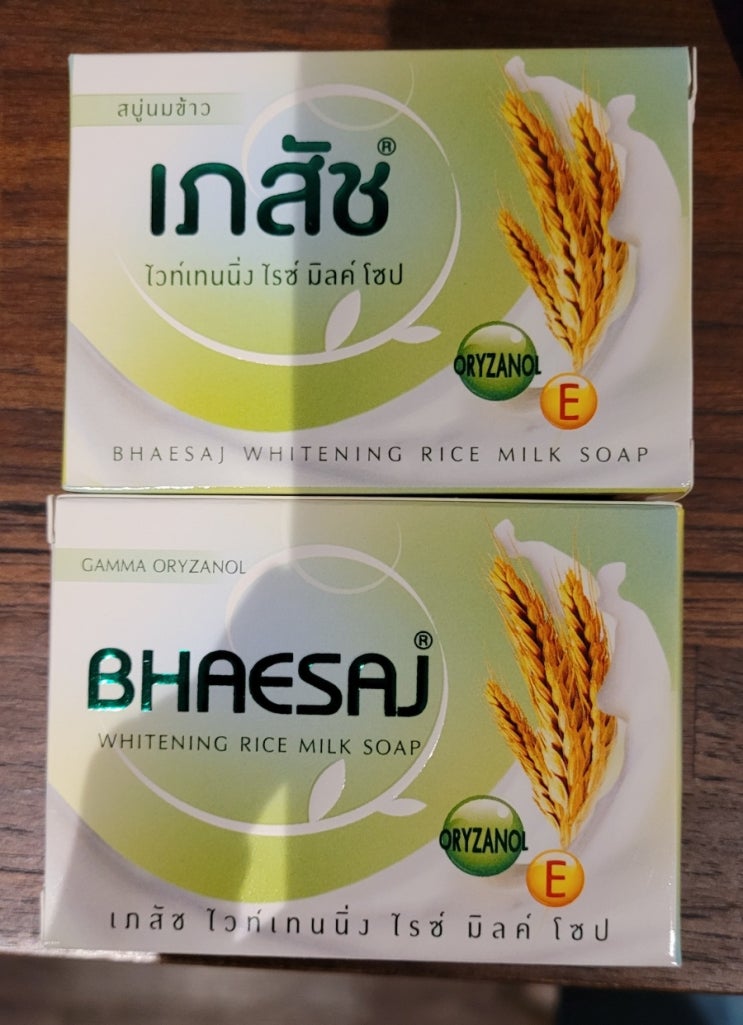 สบู่นมข้าว
เภสัช®
ไวท์เทนนิ่ง ไรซ์ มิลค์ โซป
ORYZANOL
E
BHAESAJ WHITENING RICE MILK SOAP
GAMMA ORYZANOL
BHAESAJ®
WHITENING RICE MILK SOAP
ORYZANOL
E
เภสัช ไวท์เทนนิ่ง ไรซ์ มิลค์ โซป